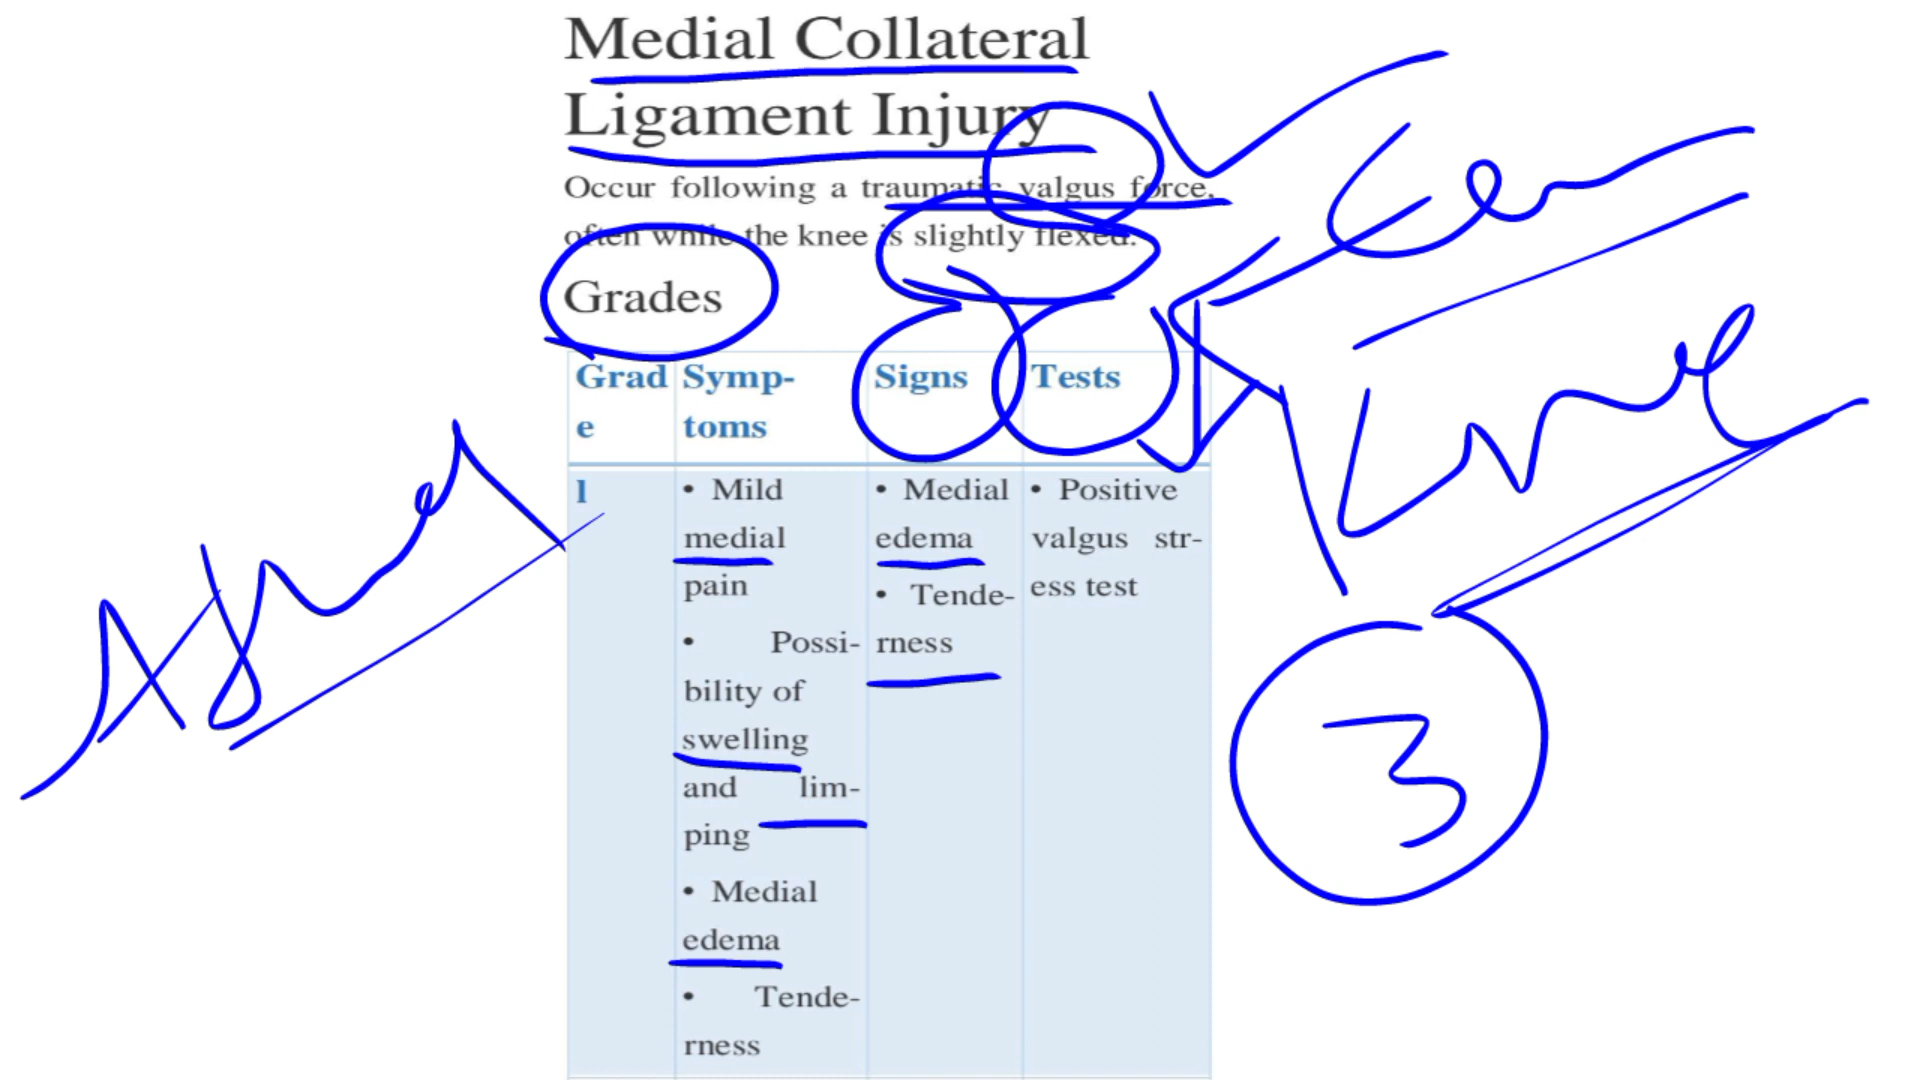 Medial Collateral
Ligament Injury
Occur following a traumatic valgus force,
often while the knee is slightly flexed.
Grades
Grad
e
Symp-
toms
Signs
Tests
l
• Mild
medial
pain
• Possi-
bility of
swelling
and lim-
ping
• Medial
edema
• Tende-
rness
• Medial
edema
• Tende-
rness
• Positive
valgus str-
ess test
3